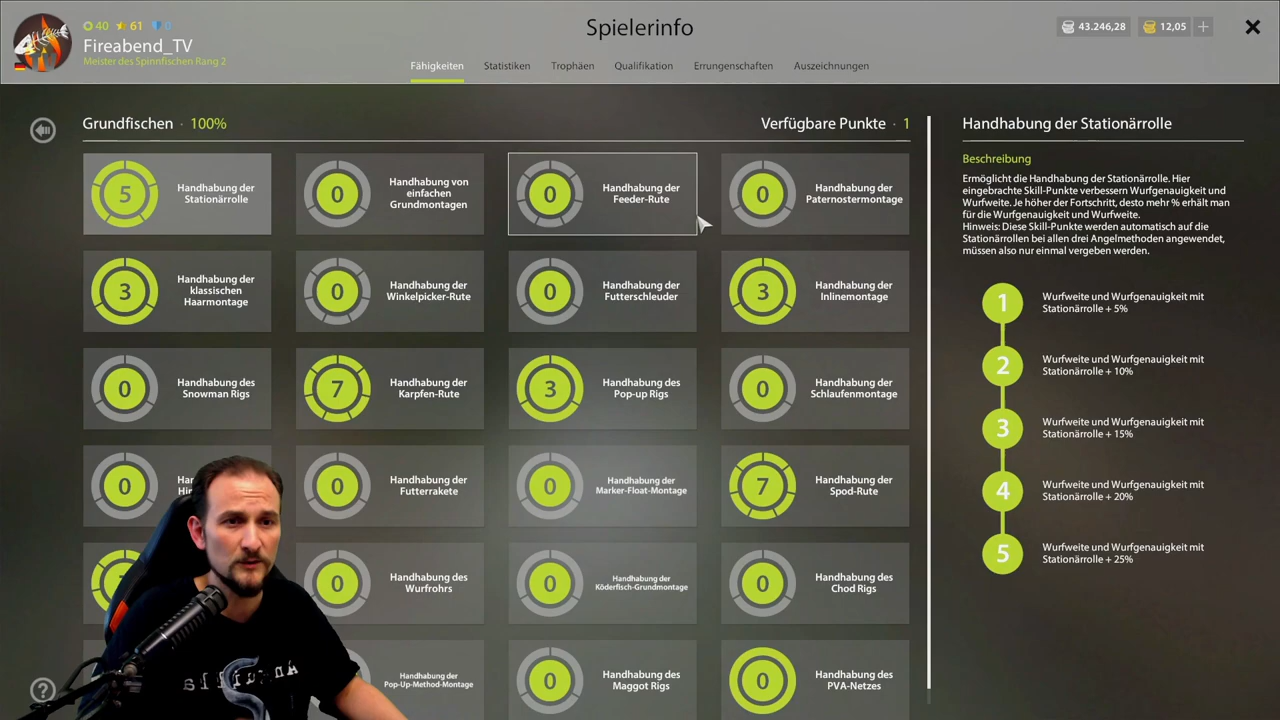 40 61 0
Fireabend_TV
Meister des Spinnfischen Rang 2
Spielerinfo
43.246,28 12,05 +
Fähigkeiten Statistiken Trophäen Qualifikation Errungenschaften Auszeichnungen
Grundfischen · 100%
Verfügbare Punkte · 1
5 Handhabung der
Stationärrolle
0 Handhabung von
einfachen
Grundmontagen
0 Handhabung der
Feeder-Rute
0 Handhabung der
Paternostermontage
3 Handhabung der
klassischen
Haarmontage
0 Handhabung der
Winkelpicker-Rute
0 Handhabung der
Futterschleuder
3 Handhabung der
Inlinemontage
0 Handhabung des
Snowman Rigs
7 Handhabung der
Karpfen-Rute
3 Handhabung des
Pop-up Rigs
0 Handhabung der
Schlaufenmontage
0
0 Handhabung der
Futterrakete
0 Handhabung der
Marker-Float-Montage
7 Handhabung der
Spod-Rute
0 Handhabung des
Wurfrohrs
0 Handhabung der
Köderfisch-Grundmontage
0 Handhabung des
Chod Rigs
Handhabung der
Pop-Up-Method-Montage
0 Handhabung des
Maggot Rigs
0 Handhabung des
PVA-Netzes
Handhabung der Stationärrolle
Beschreibung
Ermöglicht die Handhabung der Stationärrolle. Hier
eingebrachte Skill-Punkte verbessern Wurfgenauigkeit und
Wurfweite. Je höher der Fortschritt, desto mehr % erhält man
für die Wurfgenauigkeit und Wurfweite.
Hinweis: Diese Skill-Punkte werden automatisch auf die
Stationärrollen bei allen drei Angelmethoden angewendet,
müssen also nur einmal vergeben werden.
1 Wurfweite und Wurfgenauigkeit mit
Stationärrolle + 5%
2 Wurfweite und Wurfgenauigkeit mit
Stationärrolle + 10%
3 Wurfweite und Wurfgenauigkeit mit
Stationärrolle + 15%
4 Wurfweite und Wurfgenauigkeit mit
Stationärrolle + 20%
5 Wurfweite und Wurfgenauigkeit mit
Stationärrolle + 25%
?